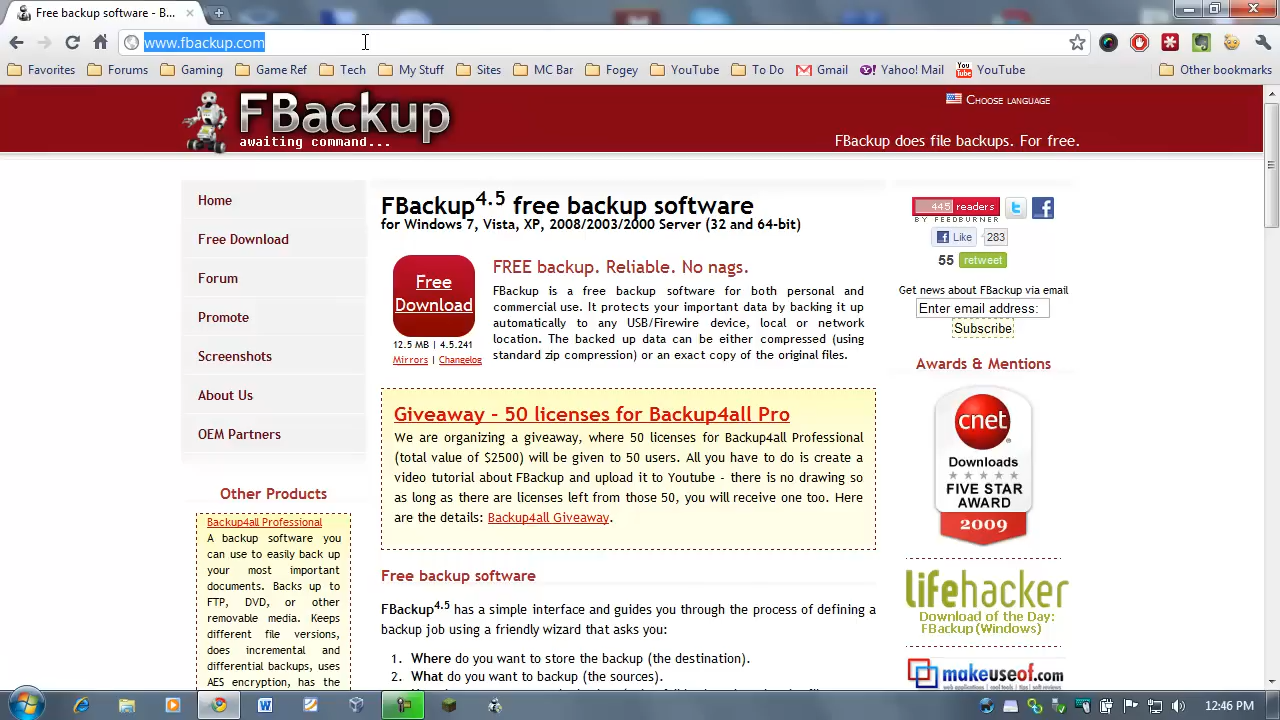 Free backup software - B...
www.fbackup.com
Favorites
Forums
Gaming
Game Ref
Tech
My Stuff
Sites
MC Bar
Fogey
YouTube
To Do
Gmail
Yahoo! Mail
YouTube
Other bookmarks
FBackup
awaiting command...
CHOOSE LANGUAGE
FBackup does file backups. For free.
Home
Free Download
Forum
Promote
Screenshots
About Us
OEM Partners
Other Products
Backup4all Professional
A backup software you
can use to easily back up
your most important
documents. Backs up to
FTP, DVD, or other
removable media. Keeps
different file versions,
does incremental and
differential backups, uses
AES encryption, has the
FBackup4.5 free backup software
for Windows 7, Vista, XP, 2008/2003/2000 Server (32 and 64-bit)
Free
Download
12.5 MB | 4.5.241
Mirrors | Changelog
FREE backup. Reliable. No nags.
FBackup is a free backup software for both personal and
commercial use. It protects your important data by backing it up
automatically to any USB/Firewire device, local or network
location. The backed up data can be either compressed (using
standard zip compression) or an exact copy of the original files.
Giveaway - 50 licenses for Backup4all Pro
We are organizing a giveaway, where 50 licenses for Backup4all Professional
(total value of $2500) will be given to 50 users. All you have to do is create a
video tutorial about FBackup and upload it to Youtube - there is no drawing so
as long as there are licenses left from those 50, you will receive one too. Here
are the details: Backup4all Giveaway.
Free backup software
FBackup4.5 has a simple interface and guides you through the process of defining a
backup job using a friendly wizard that asks you:
1. Where do you want to store the backup (the destination).
2. What do you want to backup (the sources).
445 readers
BY FEEDBURNER
Like 283
55 retweet
Get news about FBackup via email
Enter email address:
Subscribe
Awards & Mentions
cnet
Downloads
FIVE STAR
AWARD
2009
lifehacker
Download of the Day:
FBackup (Windows)
makeuseof.com
12:46 PM